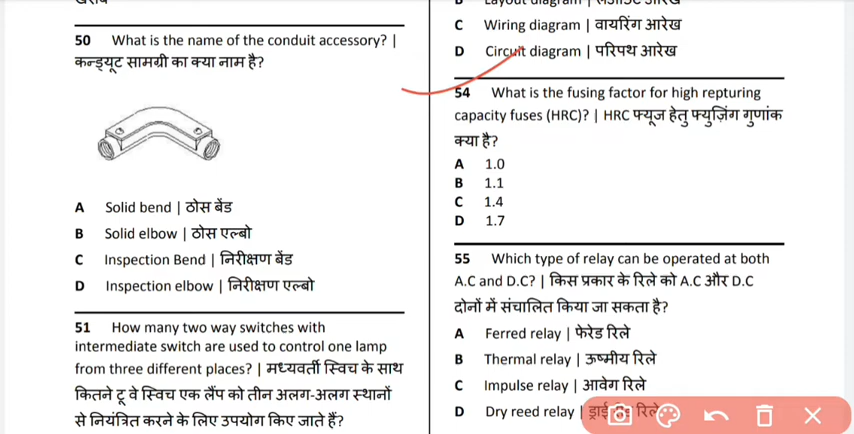 50 What is the name of the conduit accessory? |
कन्ड्यूट सामग्री का क्या नाम है?
A Solid bend | ठोस बेंड
B Solid elbow | ठोस एल्बो
C Inspection Bend | निरीक्षण बेंड
D Inspection elbow | निरीक्षण एल्बो
51 How many two way switches with
intermediate switch are used to control one lamp
from three different places? | मध्यवर्ती स्विच के साथ
कितने टू वे स्विच एक लैंप को तीन अलग-अलग स्थानों
से नियंत्रित करने के लिए उपयोग किए जाते हैं?
C Wiring diagram | वायरिंग आरेख
D Circuit diagram | परिपथ आरेख
54 What is the fusing factor for high repturing
capacity fuses (HRC)? | HRC फ्यूज हेतु फ्युज़िंग गुणांक
क्या है?
A 1.0
B 1.1
C 1.4
D 1.7
55 Which type of relay can be operated at both
A.C and D.C? | किस प्रकार के रिले को A.C और D.C
दोनों में संचालित किया जा सकता है?
A Ferred relay | फेरेड रिले
B Thermal relay | ऊष्मीय रिले
C Impulse relay | आवेग रिले
D Dry reed relay | ड्राई रिले